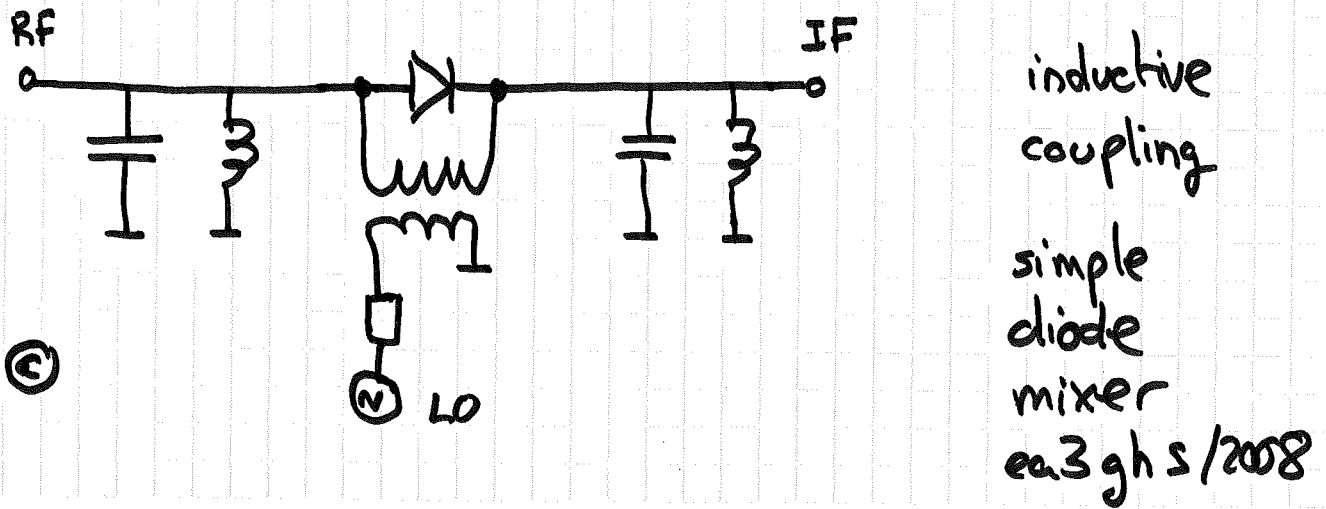 RF
IF
inductive
coupling
simple
diode
mixer
ea3ghs/2008
LO
©